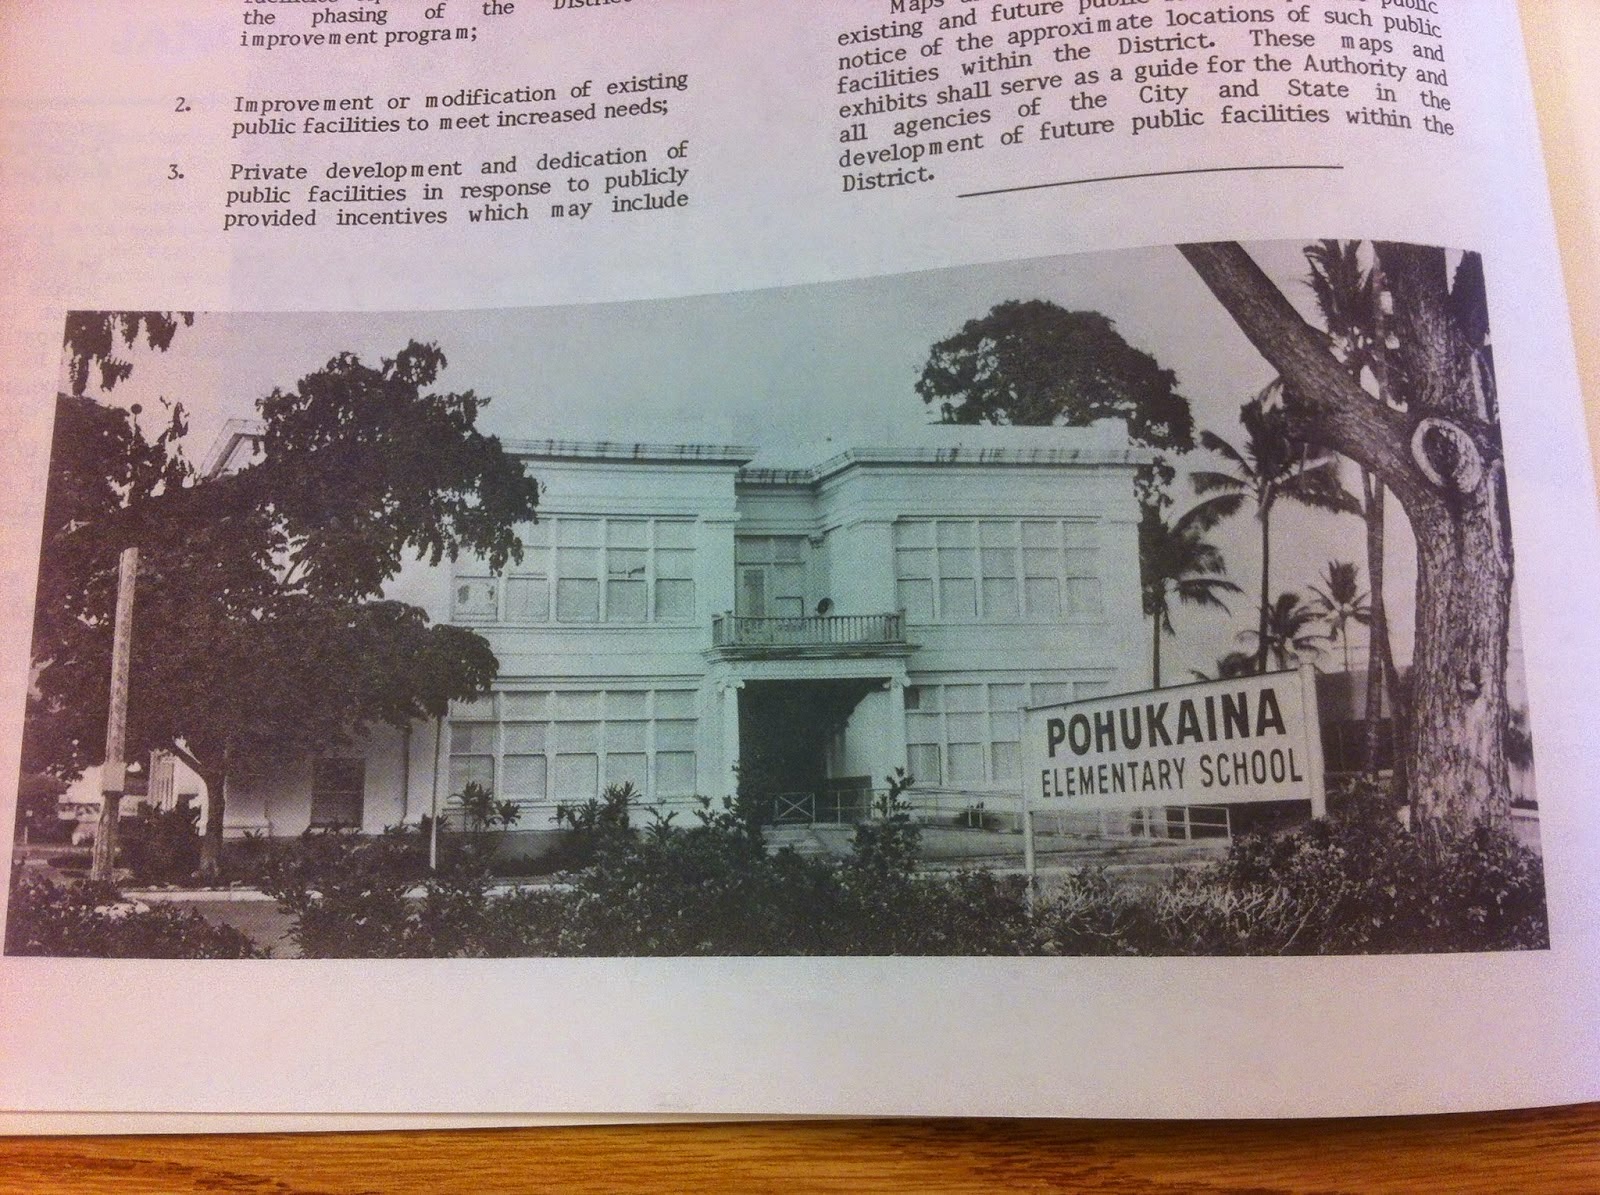 the phasing of the
improvement program;
2. Improvement or modification of existing
public facilities to meet increased needs;
3. Private development and dedication of
public facilities in response to publicly
provided incentives which may include
Maps
existing and future public
notice of the approximate locations of such public
facilities within the District. These maps and
exhibits shall serve as a guide for the Authority and
all agencies of the City and State in the
development of future public facilities within the
District.
POHUKAINA
ELEMENTARY SCHOOL